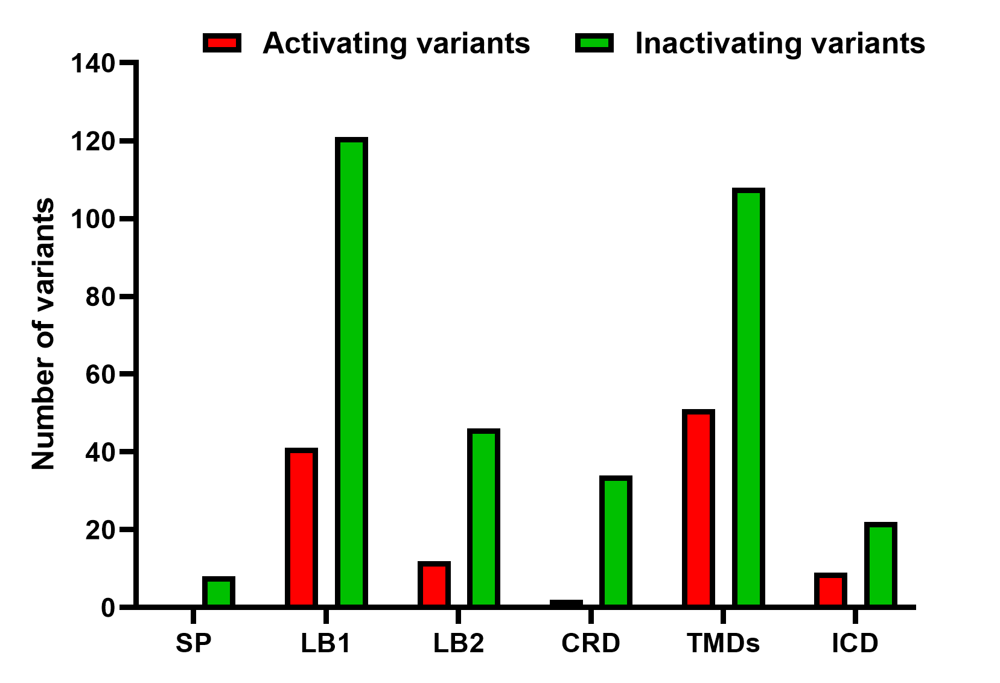 Activating variants Inactivating variants
140
120
100
80
60
40
20
0
Number of variants
SP LB1 LB2 CRD TMDs ICD